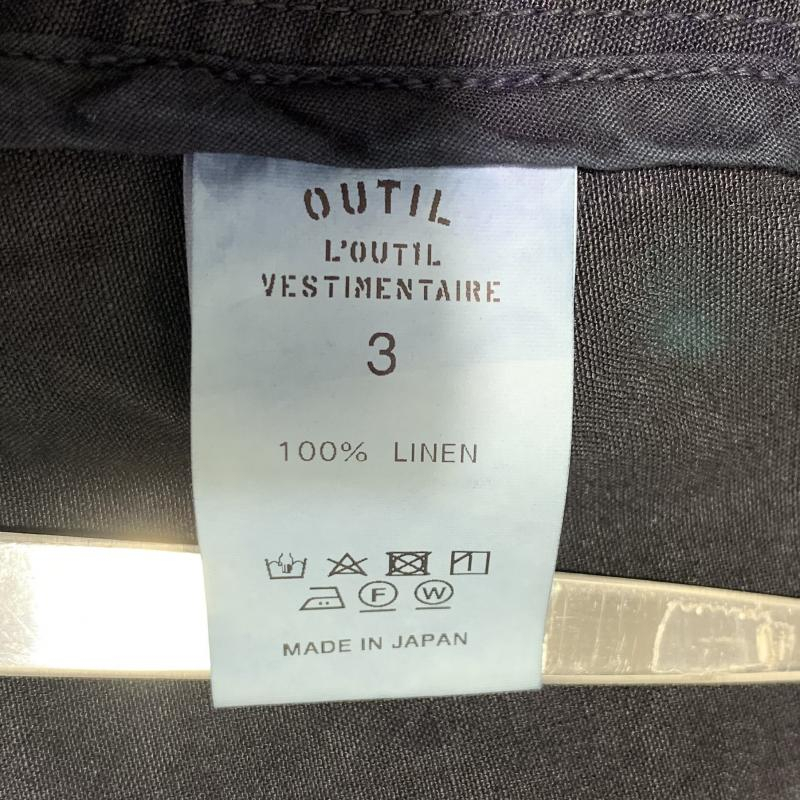 OUTIL
L'OUTIL
VESTIMENTAIRE
3
100% LINEN
F W
MADE IN JAPAN